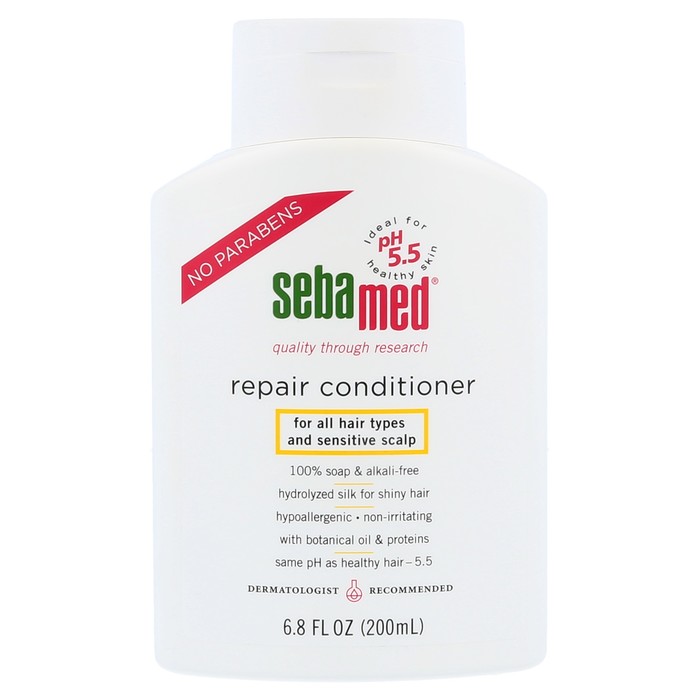 NO PARABENS
Ideal for
pH
5.5
healthy skin
sebamed®
quality through research
repair conditioner
for all hair types
and sensitive scalp
100% soap & alkali-free
hydrolyzed silk for shiny hair
hypoallergenic • non-irritating
with botanical oil & proteins
same pH as healthy hair – 5.5
DERMATOLOGIST RECOMMENDED
6.8 FL OZ (200mL)